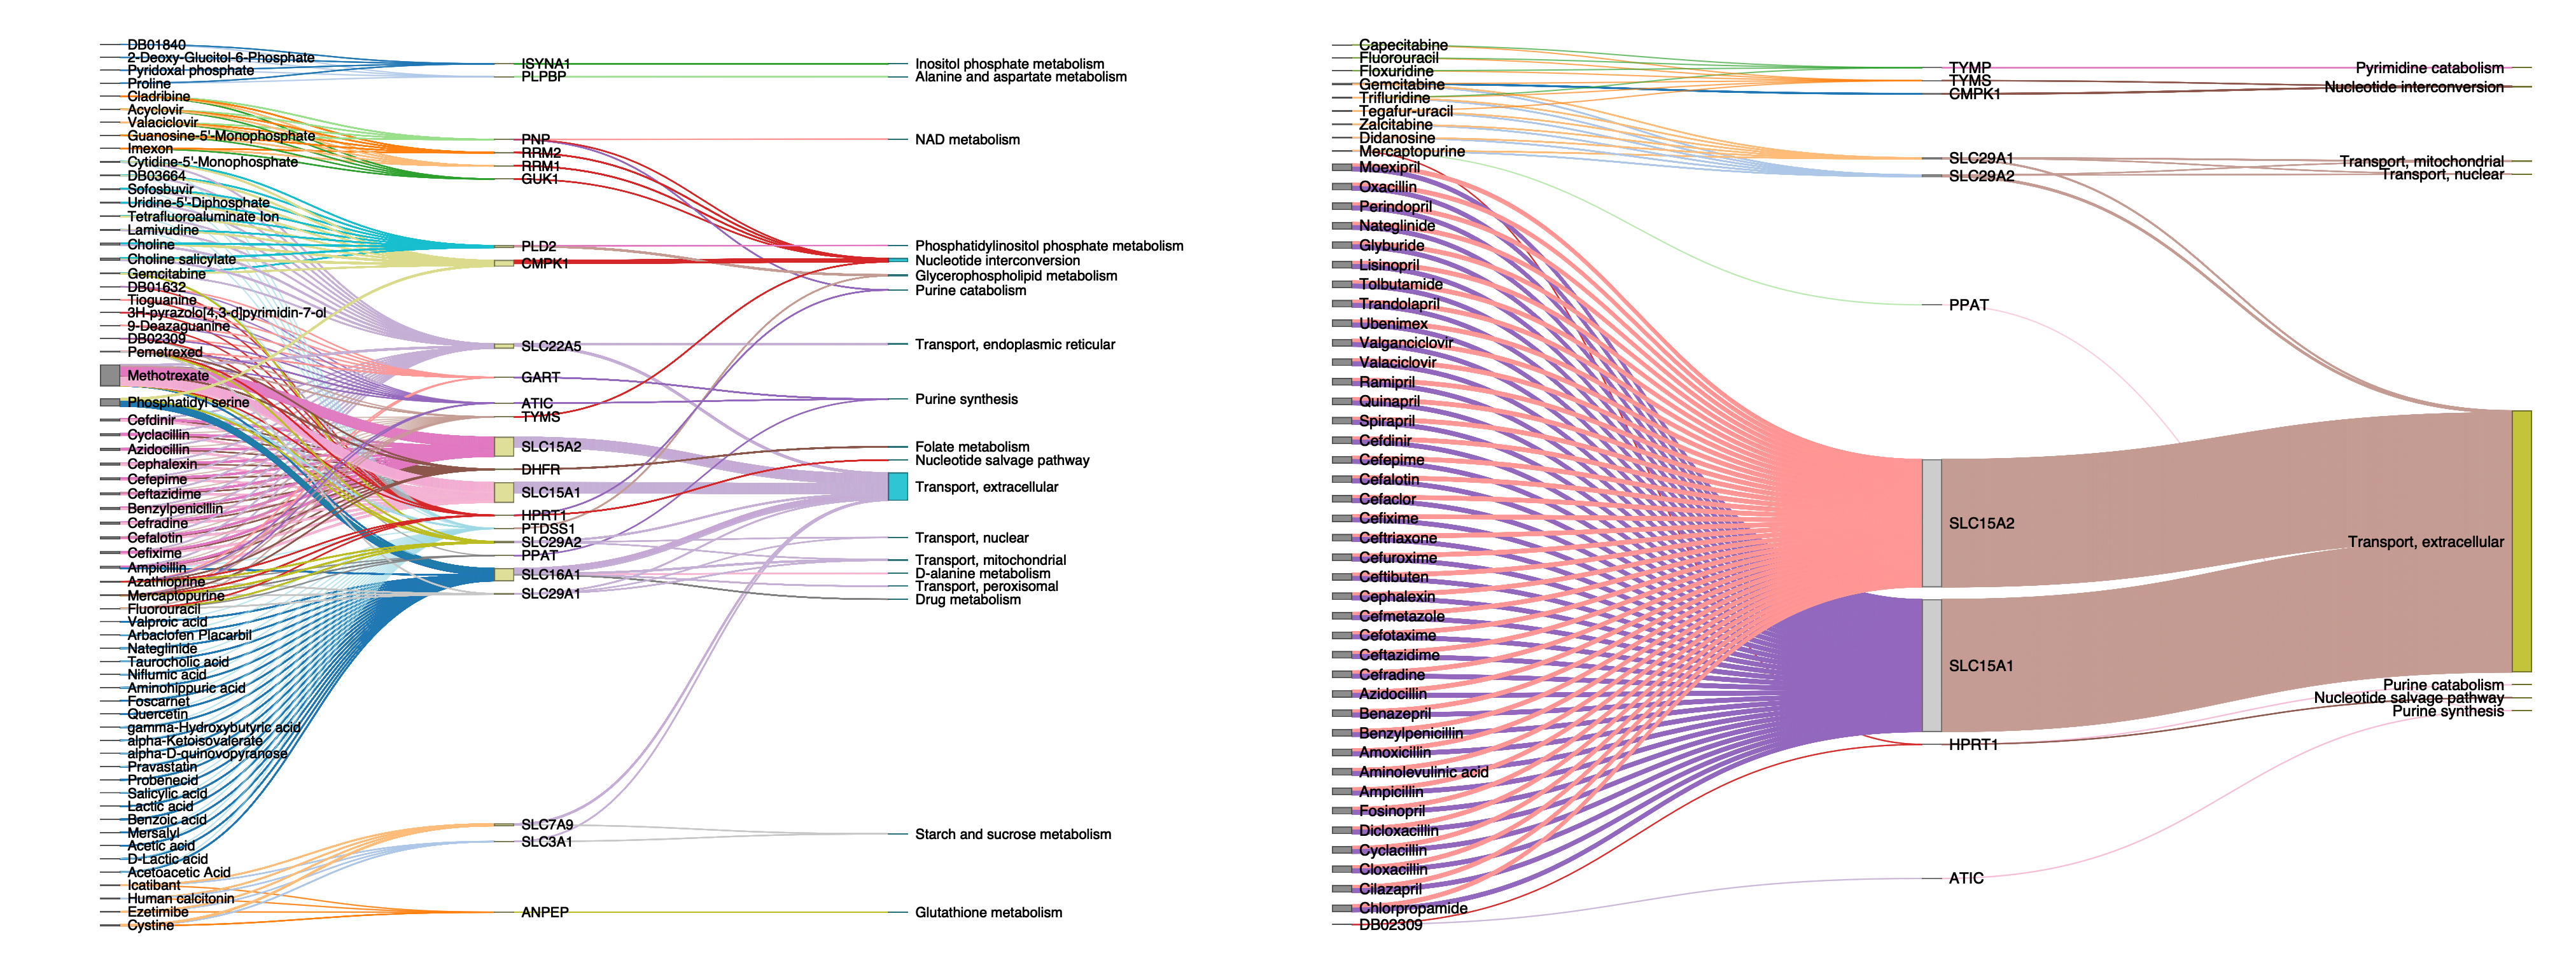 DB01840
2-Deoxy-Glucitol-6-Phosphate
Pyridoxal phosphate
Proline
Cladribine
Acyclovir
Valaciclovir
Guanosine-5'-Monophosphate
Imexon
Cytidine-5'-Monophosphate
DB03664
Sofosbuvir
Uridine-5'-Diphosphate
Tetrafluoroaluminate Ion
Lamivudine
Choline
Choline salicylate
Gemcitabine
DB01632
Tioguanine
3H-pyrazolo[4,3-d]pyrimidin-7-ol
9-Deazaguanine
DB02309
Pemetrexed
Methotrexate
Phosphatidyl serine
Cefdinir
Cyclacillin
Azidocillin
Cephalexin
Cefepime
Ceftazidime
Benzylpenicillin
Cefradine
Cefalotin
Cefixime
Ampicillin
Azathioprine
Mercaptopurine
Fluorouracil
Valproic acid
Arbaclofen Placarbil
Nateglinide
Taurocholic acid
Niflumic acid
Aminohippuric acid
Foscarnet
Quercetin
gamma-Hydroxybutyric acid
alpha-Ketoisovalerate
alpha-D-quinovopyranose
Pravastatin
Probenecid
Salicylic acid
Lactic acid
Benzoic acid
Mersalyl
Acetic acid
D-Lactic acid
Acetoacetic Acid
Icatibant
Human calcitonin
Ezetimibe
Cystine
ISYNA1
PLPBP
PNP
RRM2
RRM1
GUK1
PLD2
CMPK1
SLC22A5
GART
ATIC
TYMS
SLC15A2
DHFR
SLC15A1
HPRT1
PTDSS1
SLC29A2
PPAT
SLC16A1
SLC29A1
SLC7A9
SLC3A1
ANPEP
Inositol phosphate metabolism
Alanine and aspartate metabolism
NAD metabolism
Phosphatidylinositol phosphate metabolism
Nucleotide interconversion
Glycerophospholipid metabolism
Purine catabolism
Transport, endoplasmic reticular
Purine synthesis
Folate metabolism
Nucleotide salvage pathway
Transport, extracellular
Transport, nuclear
Transport, mitochondrial
D-alanine metabolism
Transport, peroxisomal
Drug metabolism
Starch and sucrose metabolism
Glutathione metabolism
Capecitabine
Fluorouracil
Floxuridine
Gemcitabine
Trifluridine
Tegafur-uracil
Zalcitabine
Didanosine
Mercaptopurine
Moexipril
Oxacillin
Perindopril
Nateglinide
Glyburide
Lisinopril
Tolbutamide
Trandolapril
Ubenimex
Valganciclovir
Valaciclovir
Ramipril
Quinapril
Spirapril
Cefdinir
Cefepime
Cefalotin
Cefaclor
Cefixime
Ceftriaxone
Cefuroxime
Ceftibuten
Cephalexin
Cefmetazole
Cefotaxime
Ceftazidime
Cefradine
Azidocillin
Benazepril
Benzylpenicillin
Amoxicillin
Aminolevulinic acid
Ampicillin
Fosinopril
Dicloxacillin
Cyclacillin
Cloxacillin
Cilazapril
Chlorpropamide
DB02309
TYMP
TYMS
CMPK1
SLC29A1
SLC29A2
PPAT
SLC15A2
SLC15A1
HPRT1
ATIC
Pyrimidine catabolism
Nucleotide interconversion
Transport, mitochondrial
Transport, nuclear
Transport, extracellular
Purine catabolism
Nucleotide salvage pathway
Purine synthesis